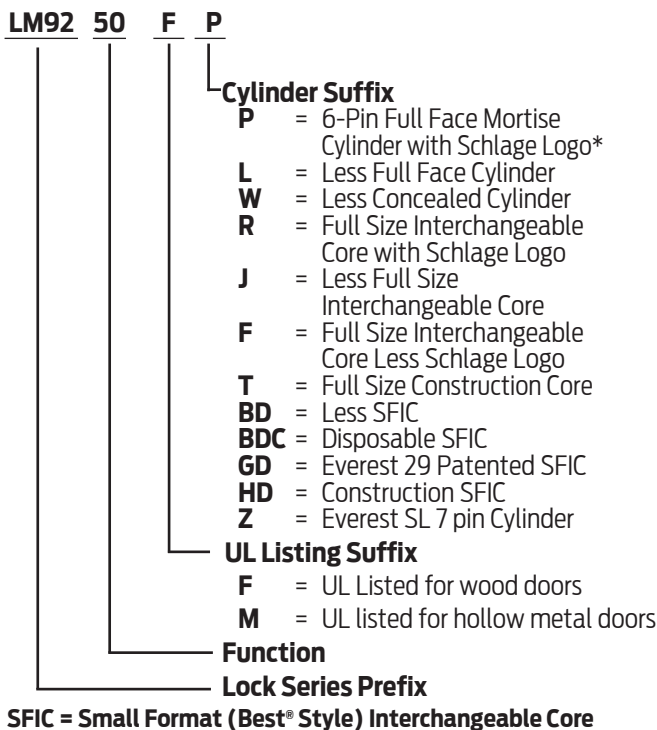 LM92 50 F P
Cylinder Suffix
P = 6-Pin Full Face Mortise
Cylinder with Schlage Logo*
L = Less Full Face Cylinder
W = Less Concealed Cylinder
R = Full Size Interchangeable
Core with Schlage Logo
J = Less Full Size
Interchangeable Core
F = Full Size Interchangeable
Core Less Schlage Logo
T = Full Size Construction Core
BD = Less SFIC
BDC = Disposable SFIC
GD = Everest 29 Patented SFIC
HD = Construction SFIC
Z = Everest SL 7 pin Cylinder
UL Listing Suffix
F = UL Listed for wood doors
M = UL listed for hollow metal doors
Function
Lock Series Prefix
SFIC = Small Format (Best® Style) Interchangeable Core